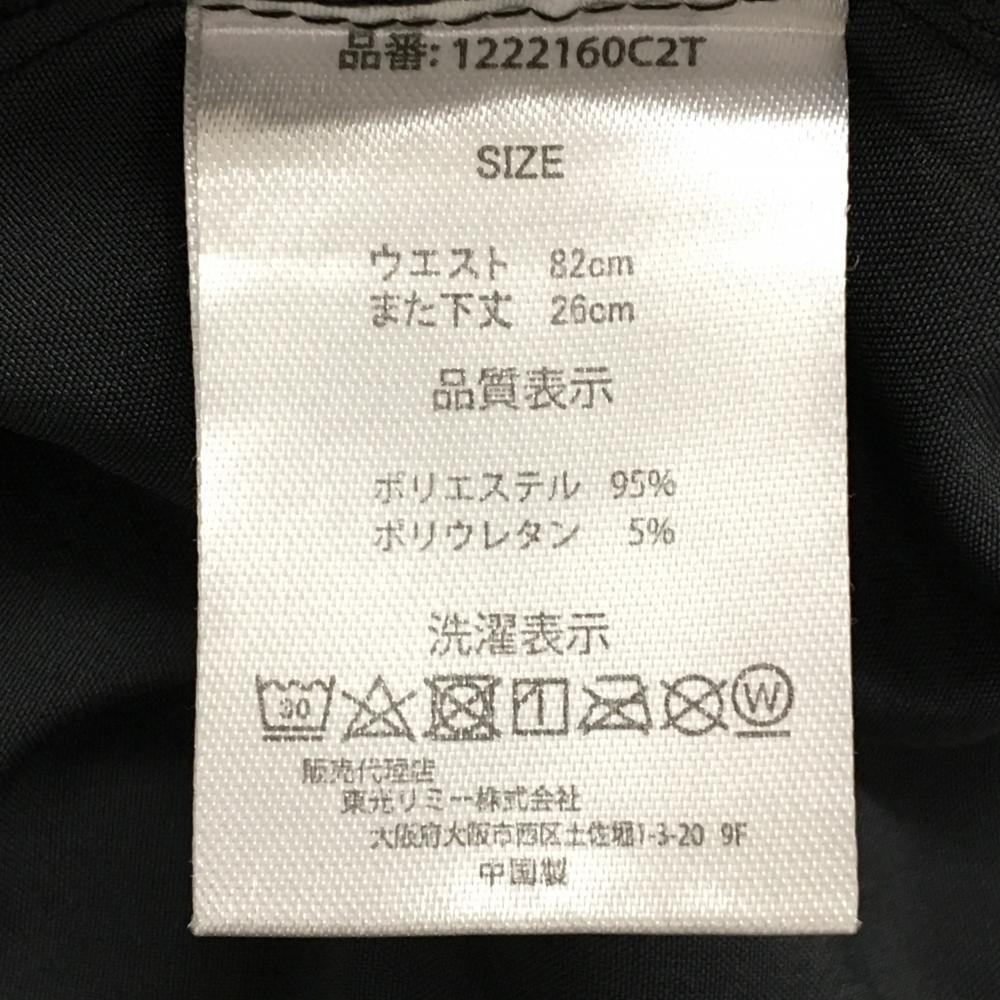 品番: 1222160C2T
SIZE
ウエスト 82cm
また下丈 26cm
品質表示
ポリエステル 95%
ポリウレタン 5%
洗濯表示
30 W
販売代理店
東光リミー株式会社
大阪府大阪市西区土佐堀1-3-20 9F
中国製